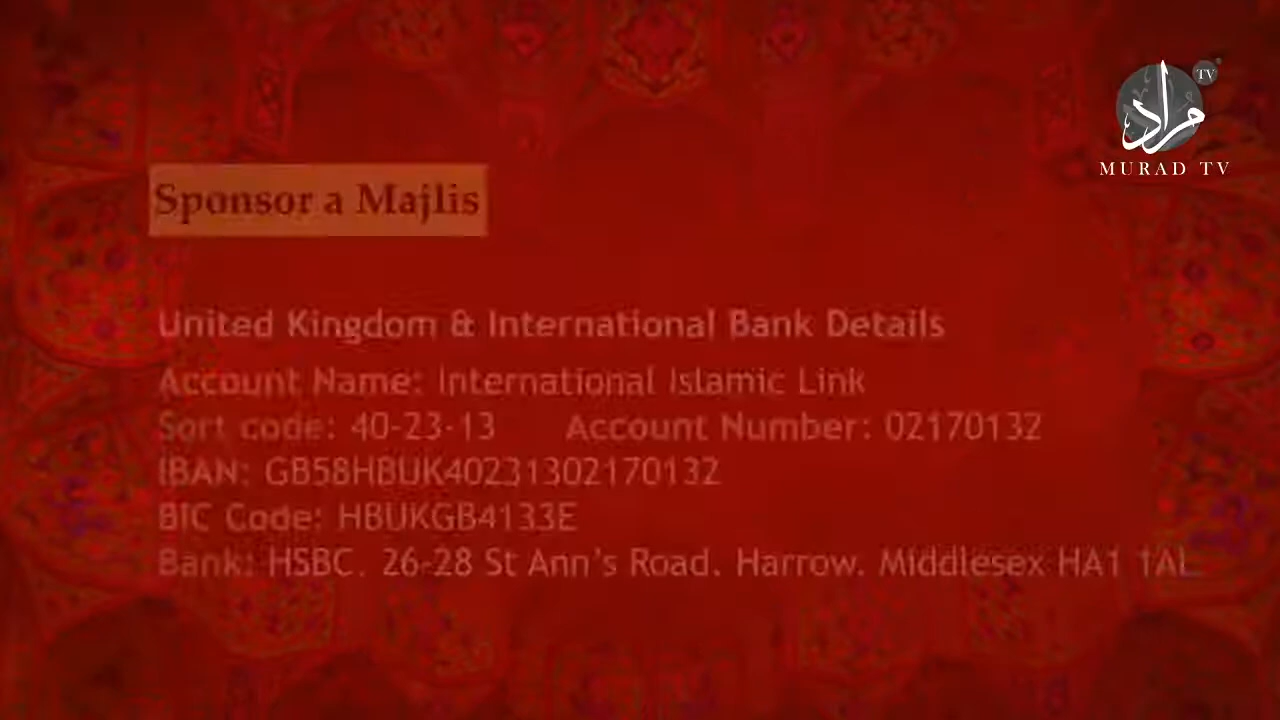 مراد
TV
MURAD TV
Sponsor a Majlis
United Kingdom & International Bank Details
Account Name: International Islamic Link
Sort code: 40-23-13 Account Number: 02170132
IBAN: GB58HBUK40231302170132
BIC Code: HBUKGB4133E
Bank: HSBC, 26-28 St Ann's Road, Harrow, Middlesex HA1 1AL